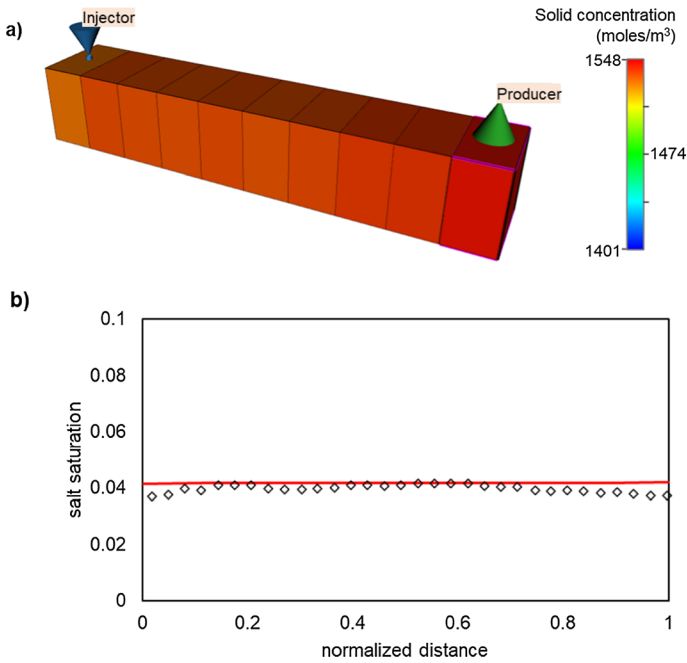 a)
Injector
Producer
Solid concentration
(moles/m³)
1548
1474
1401
b)
salt saturation
0.1
0.08
0.06
0.04
0.02
0
0
0.2
0.4
0.6
0.8
1
normalized distance